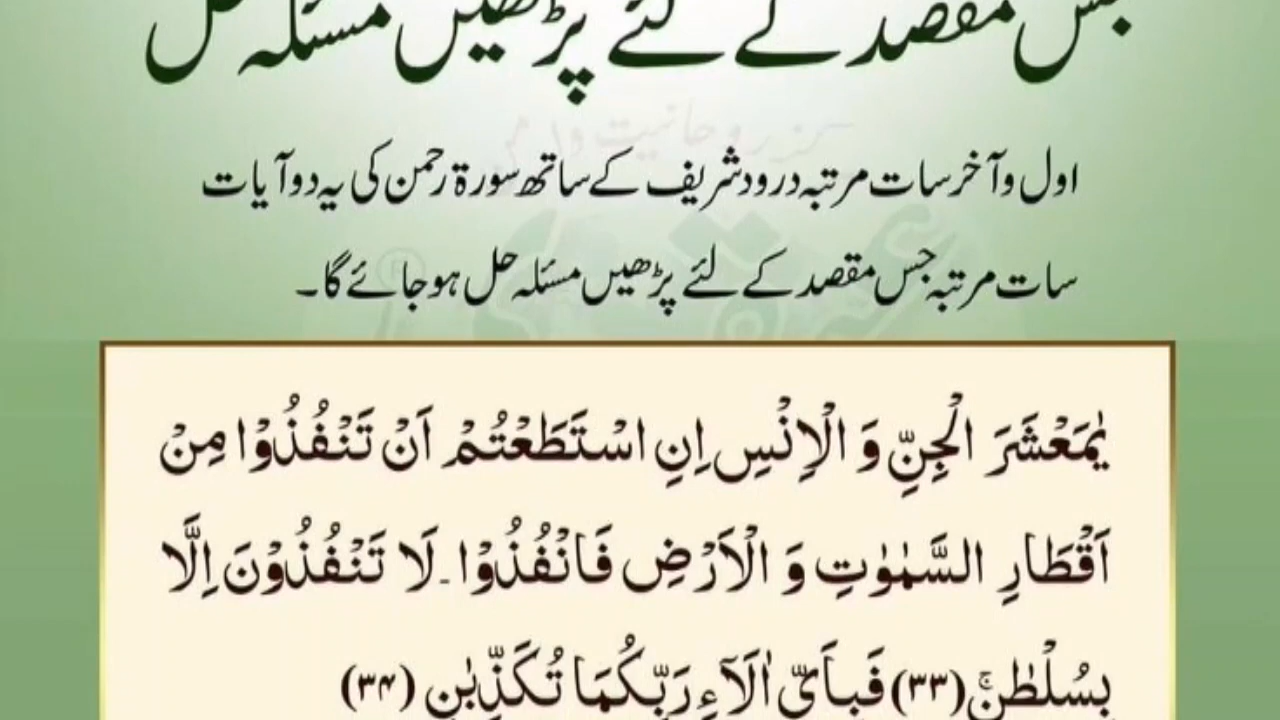 جس مقصد کے لئے پڑھیں مسئلہ حل
اول و آخر سات مرتبہ درود شریف کے ساتھ سورۃ رحمن کی یہ دو آیات
سات مرتبہ جس مقصد کے لئے پڑھیں مسئلہ حل ہو جائے گا۔
یٰمَعْشَرَ الْجِنِّ وَ الْاِنْسِ اِنِ اسْتَطَعْتُمْ اَنْ تَنْفُذُوْا مِنْ
اَقْطَارِ السَّمٰوٰتِ وَ الْاَرْضِ فَانْفُذُوْاؕ-لَا تَنْفُذُوْنَ اِلَّا
بِسُلْطٰنٍۚ(۳۳) فَبِاَیِّ اٰلَآءِ رَبِّكُمَا تُكَذِّبٰنِ (۳۴)